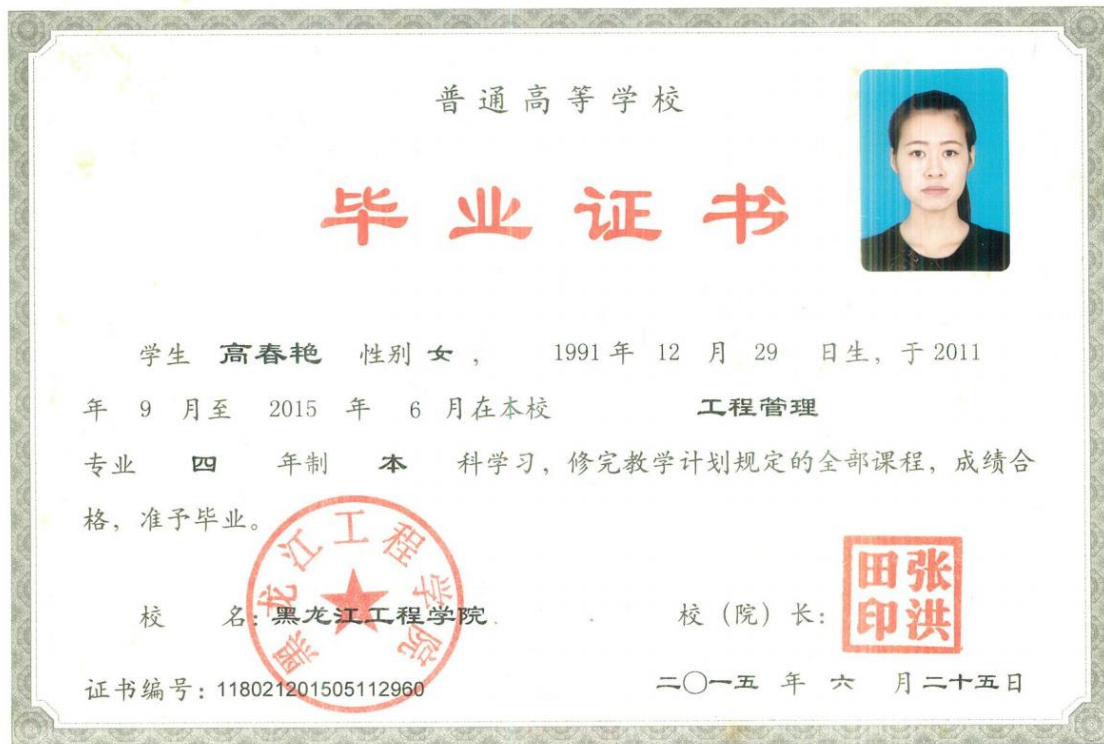 普通高等学校
毕业证书
学生 高春艳 性别 女 , 1991 年 12 月 29 日生, 于 2011
年 9 月至 2015 年 6 月在本校 工程管理
专业 四 年制 本 科学习, 修完教学计划规定的全部课程, 成绩合
格, 准予毕业。
黑龙江工程学院
校 名: 黑龙江工程学院 校 (院) 长:
张洪田印
证书编号: 118021201505112960 二〇一五 年 六 月 二十五日